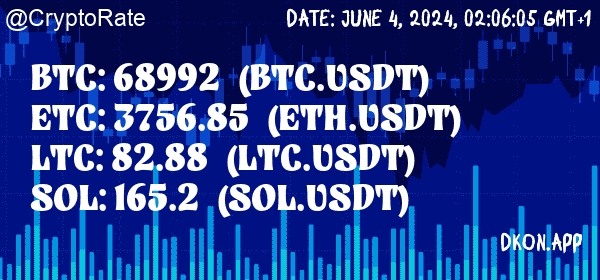 @CryptoRate
DATE: JUNE 4, 2024, 02:06:05 GMT+1
BTC: 68992 (BTC.USDT)
ETC: 3756.85 (ETH.USDT)
LTC: 82.88 (LTC.USDT)
SOL: 165.2 (SOL.USDT)
DKON.APP